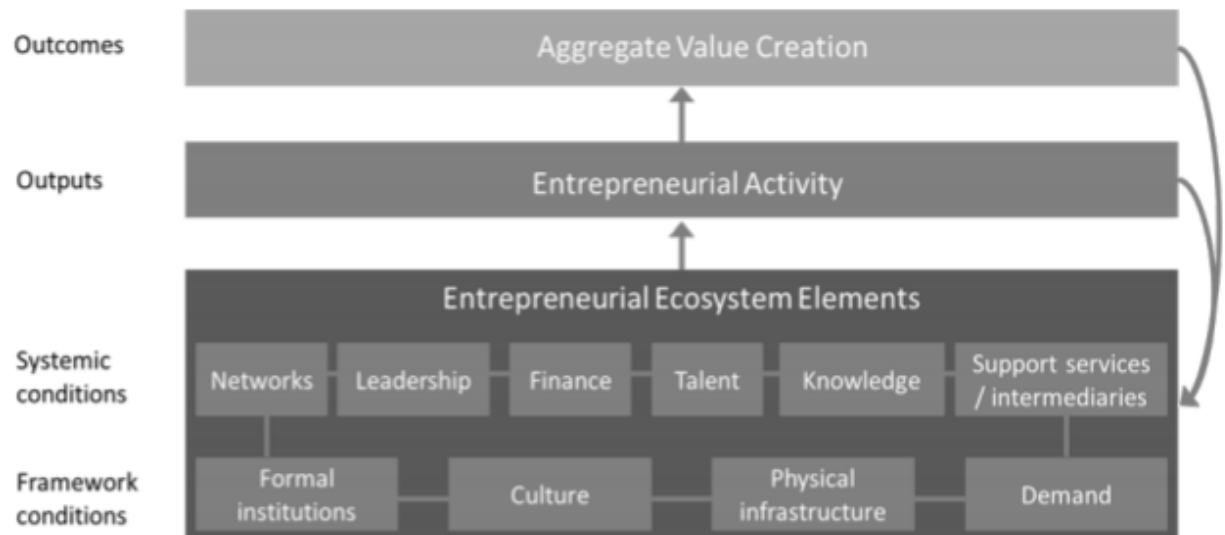 Outcomes
Aggregate Value Creation
Outputs
Entrepreneurial Activity
Entrepreneurial Ecosystem Elements
Systemic
conditions
Networks
Leadership
Finance
Talent
Knowledge
Support services
/ intermediaries
Framework
conditions
Formal
institutions
Culture
Physical
infrastructure
Demand